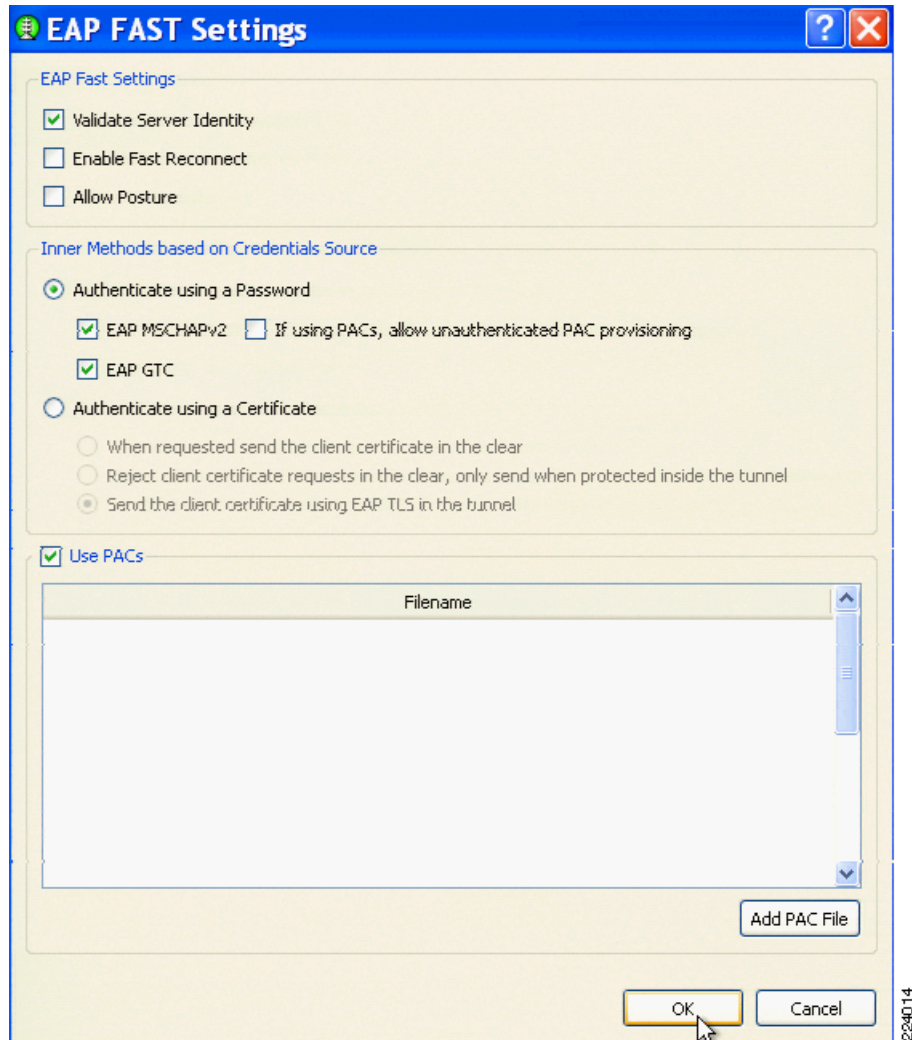 EAP FAST Settings
EAP Fast Settings
Validate Server Identity
Enable Fast Reconnect
Allow Posture
Inner Methods based on Credentials Source
Authenticate using a Password
EAP MSCHAPv2 If using PACs, allow unauthenticated PAC provisioning
EAP GTC
Authenticate using a Certificate
When requested send the client certificate in the clear
Reject client certificate requests in the clear, only send when protected inside the tunnel
Send the client certificate using EAP TLS in the tunnel
Use PACs
Filename
Add PAC File
OK Cancel
224014